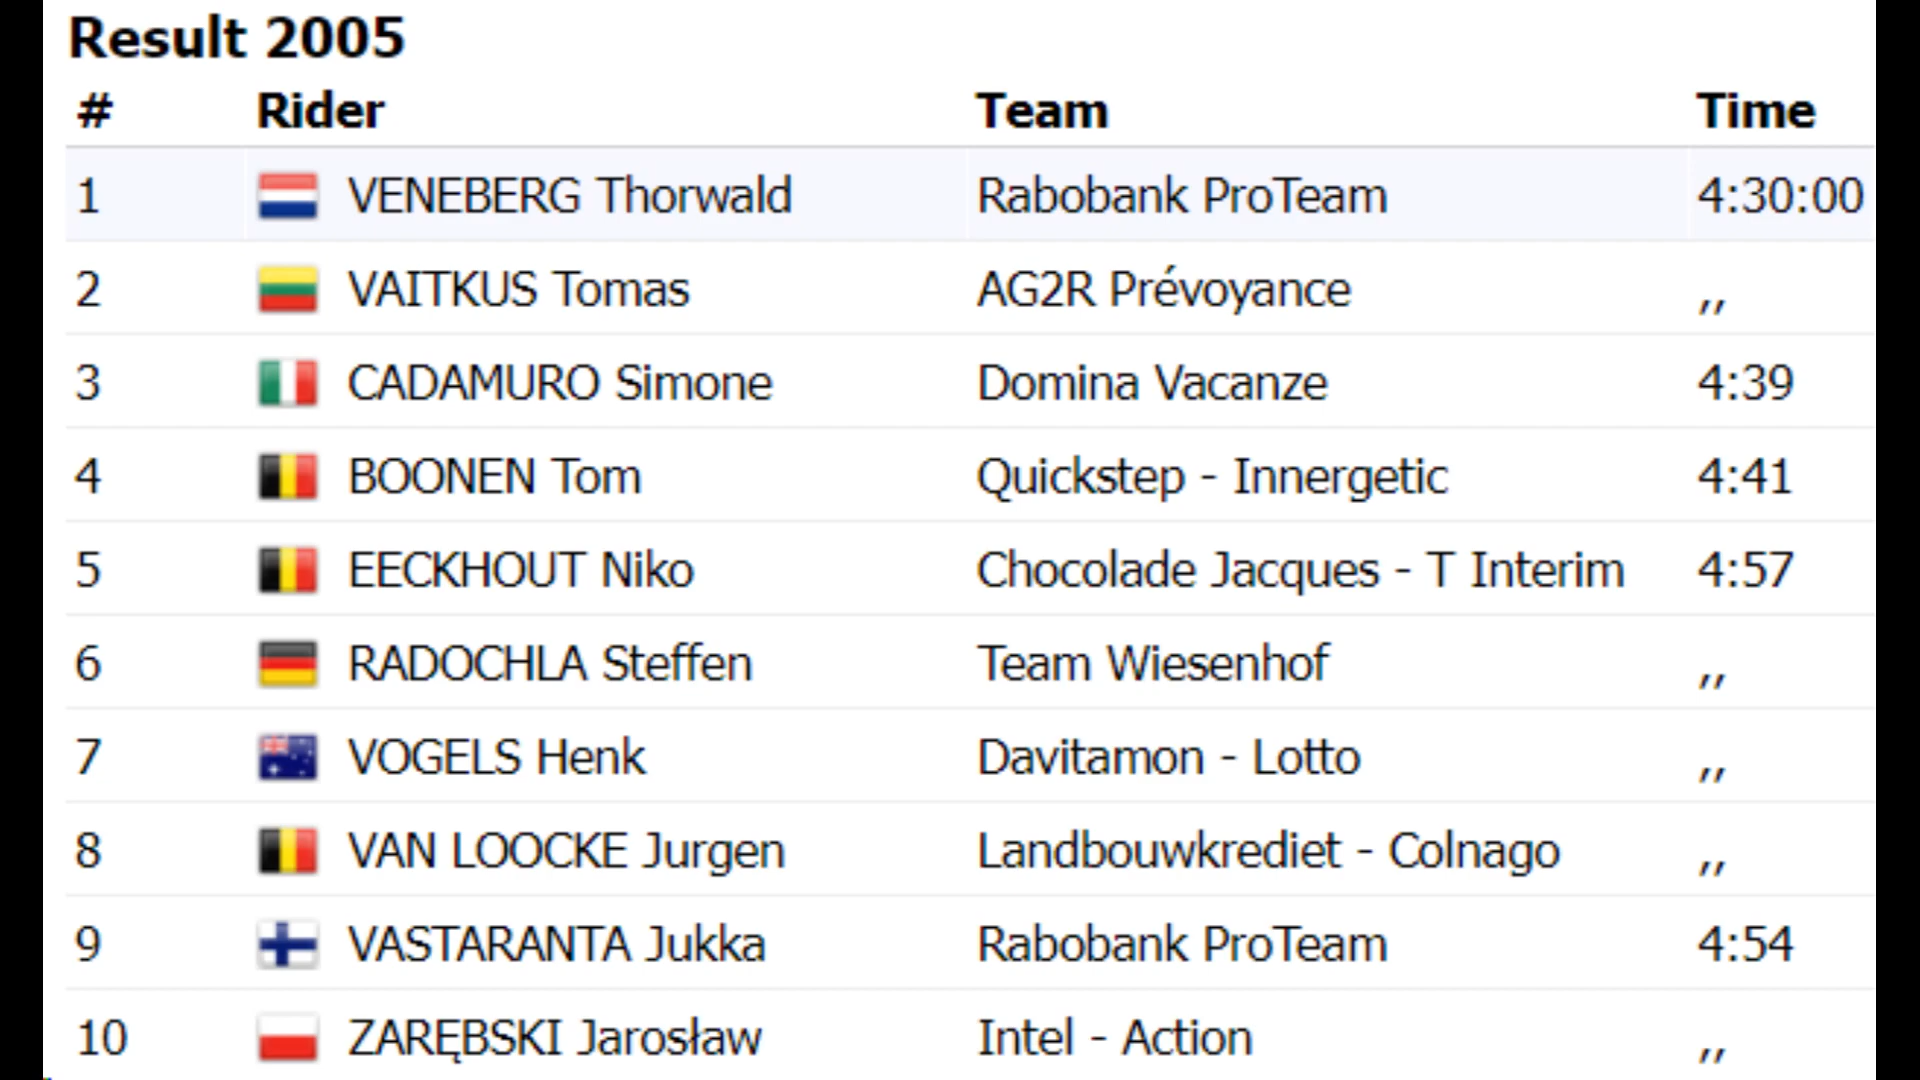 Result 2005
# Rider Team Time
1 VENEBERG Thorwald Rabobank ProTeam 4:30:00
2 VAITKUS Tomas AG2R Prévoyance ,,
3 CADAMURO Simone Domina Vacanze 4:39
4 BOONEN Tom Quickstep - Innergetic 4:41
5 EECKHOUT Niko Chocolade Jacques - T Interim 4:57
6 RADOCHLA Steffen Team Wiesenhof ,,
7 VOGELS Henk Davitamon - Lotto ,,
8 VAN LOOCKE Jurgen Landbouwkrediet - Colnago ,,
9 VASTARANTA Jukka Rabobank ProTeam 4:54
10 ZARĘBSKI Jarosław Intel - Action ,,